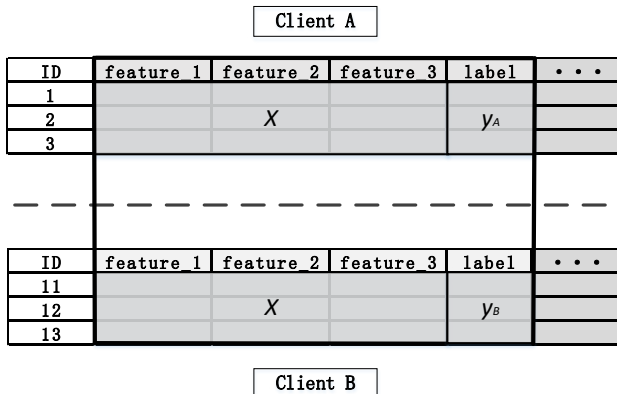 Client A
ID feature_1 feature_2 feature_3 label ···
1
2 X yA
3
ID feature_1 feature_2 feature_3 label ···
11
12 X yB
13
Client B